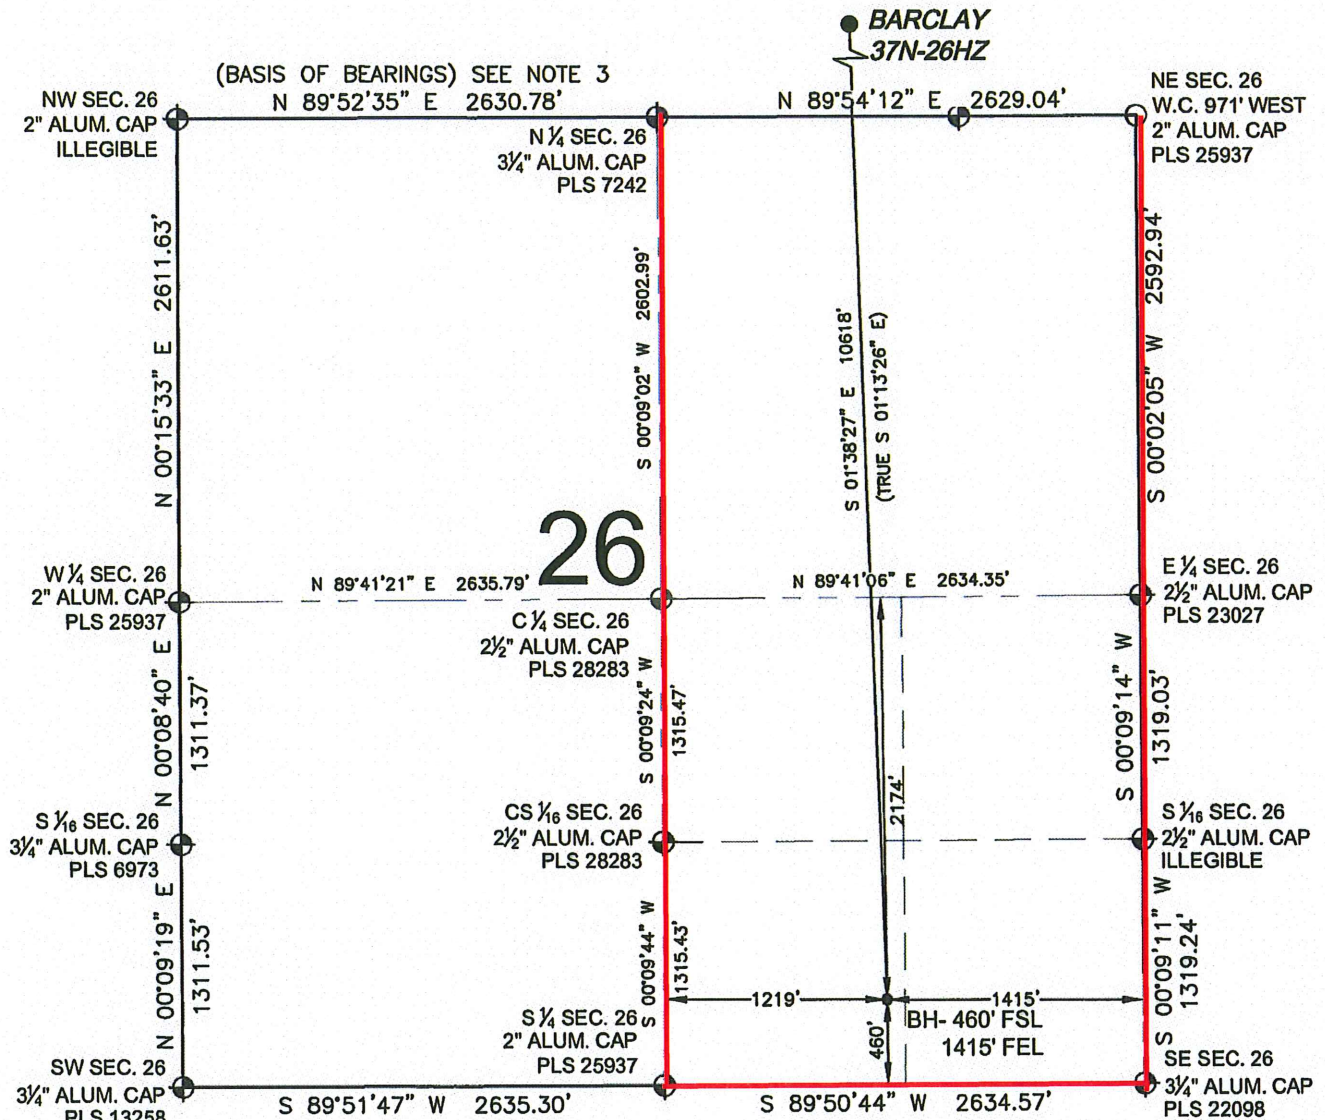 BARCLAY
37N-26HZ
(BASIS OF BEARINGS) SEE NOTE 3
N 89°52'35" E 2630.78'
N 89°54'12" E 2629.04'
NW SEC. 26
2" ALUM. CAP
ILLEGIBLE
N ¼ SEC. 26
3¼" ALUM. CAP
PLS 7242
NE SEC. 26
W.C. 971' WEST
2" ALUM. CAP
PLS 25937
N 00°15'33" E 2611.63'
S 00°09'02" W 2602.99'
S 01°38'27" E 10618'
(TRUE S 01°13'26" E)
S 00°02'05" W 2592.94'
26
W ¼ SEC. 26
2" ALUM. CAP
PLS 25937
N 89°41'21" E 2635.79'
C ¼ SEC. 26
2½" ALUM. CAP
PLS 28283
N 89°41'06" E 2634.35'
E ¼ SEC. 26
2½" ALUM. CAP
PLS 23027
N 00°08'40" E
1311.37'
S 00°09'24" W
1315.47'
2174'
S 00°09'14" W
1319.03'
S 1⁄16 SEC. 26
3¼" ALUM. CAP
PLS 6973
CS 1⁄16 SEC. 26
2½" ALUM. CAP
PLS 28283
S 1⁄16 SEC. 26
2½" ALUM. CAP
ILLEGIBLE
N 00°09'19" E
1311.53'
S 00°09'44" W
1315.43'
1219'
1415'
460'
BH- 460' FSL
1415' FEL
S 00°09'11" W
1319.24'
S ¼ SEC. 26
2" ALUM. CAP
PLS 25937
SW SEC. 26
3¼" ALUM. CAP
PLS 13258
S 89°51'47" W 2635.30'
S 89°50'44" W 2634.57'
SE SEC. 26
3¼" ALUM. CAP
PLS 22098